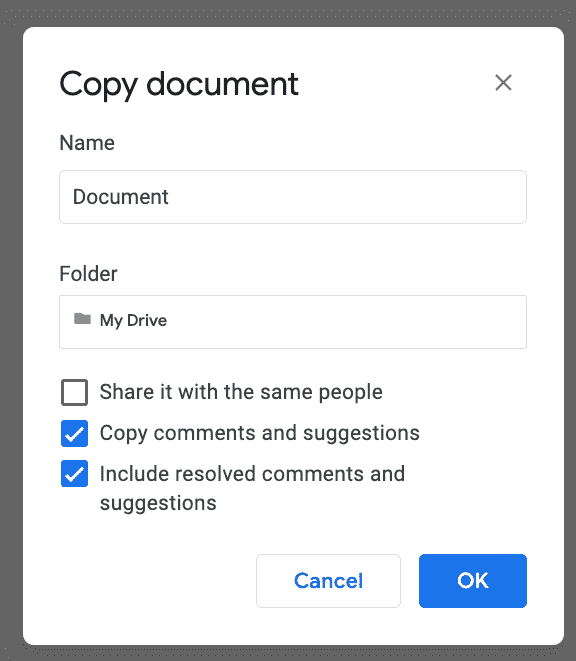 Copy document
Name
Document
Folder
My Drive
Share it with the same people
Copy comments and suggestions
Include resolved comments and
suggestions
Cancel
OK